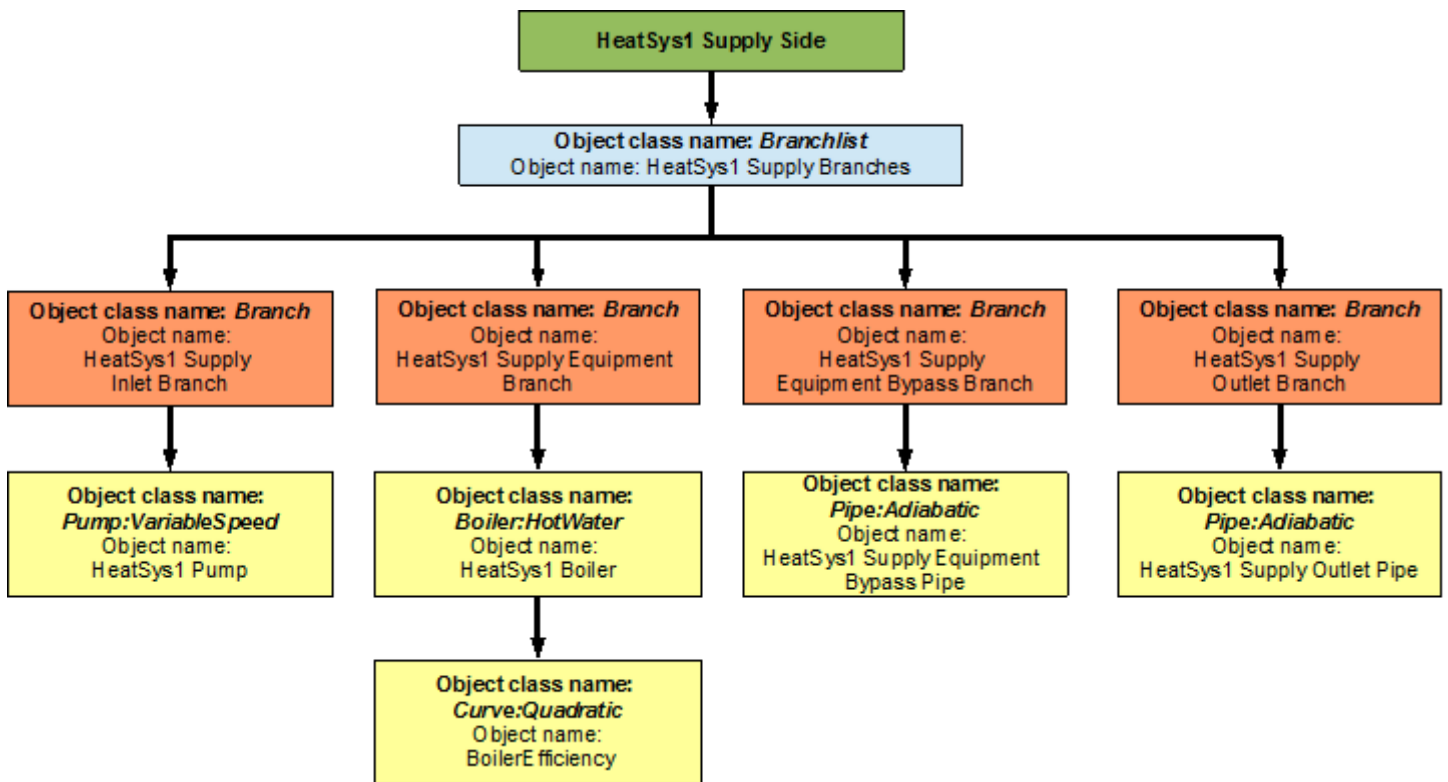 HeatSys1 Supply Side
Object class name: Branchlist
Object name: HeatSys1 Supply Branches
Object class name: Branch
Object name:
HeatSys1 Supply
Inlet Branch
Object class name: Branch
Object name:
HeatSys1 Supply Equipment
Branch
Object class name: Branch
Object name:
HeatSys1 Supply
Equipment Bypass Branch
Object class name: Branch
Object name:
HeatSys1 Supply
Outlet Branch
Object class name:
Pump:VariableSpeed
Object name:
HeatSys1 Pump
Object class name:
Boiler:HotWater
Object name:
HeatSys1 Boiler
Object class name:
Pipe:Adiabatic
Object name:
HeatSys1 Supply Equipment
Bypass Pipe
Object class name:
Pipe:Adiabatic
Object name:
HeatSys1 Supply Outlet Pipe
Object class name:
Curve:Quadratic
Object name:
BoilerEfficiency